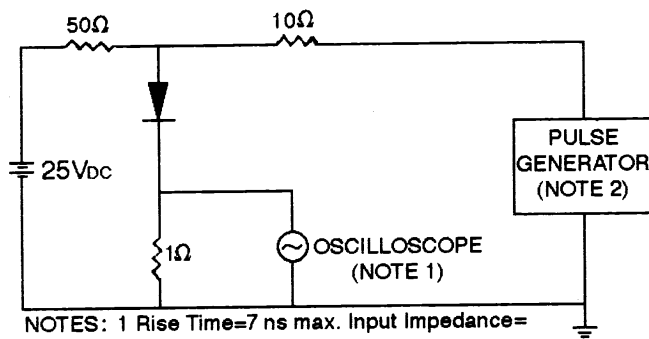 50Ω
10Ω
25VDC
1Ω
PULSE
GENERATOR
(NOTE 2)
OSCILLOSCOPE
(NOTE 1)
NOTES: 1 Rise Time=7 ns max. Input Impedance=